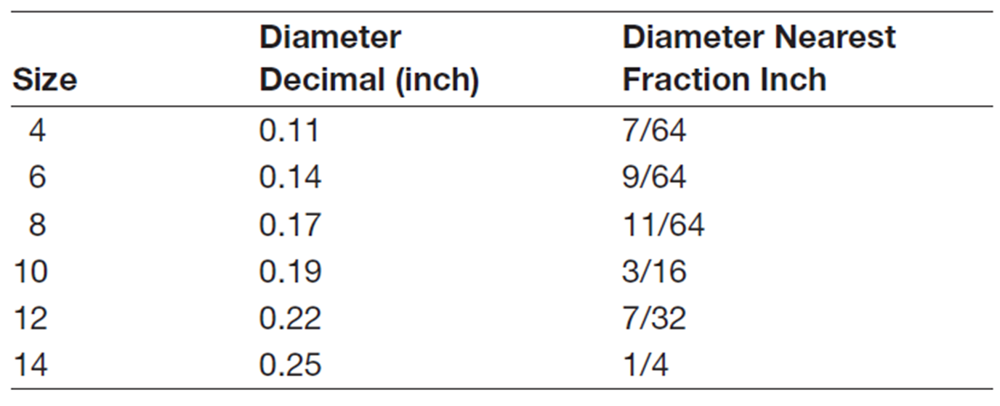 Size Diameter Decimal (inch) Diameter Nearest Fraction Inch
4 0.11 7/64
6 0.14 9/64
8 0.17 11/64
10 0.19 3/16
12 0.22 7/32
14 0.25 1/4